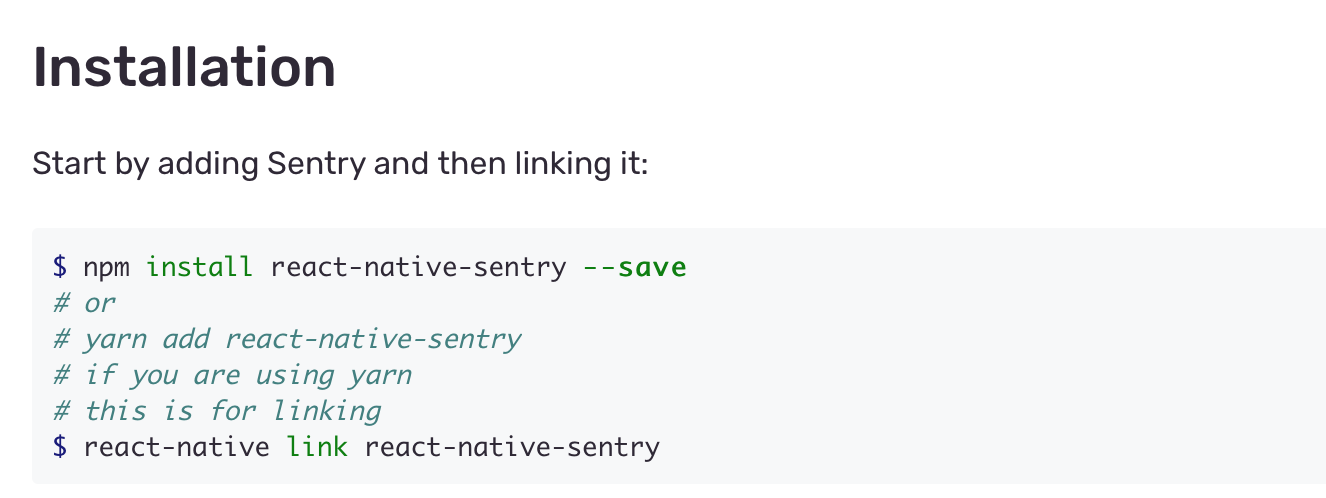 Installation
Start by adding Sentry and then linking it:
$ npm install react-native-sentry --save
# or
# yarn add react-native-sentry
# if you are using yarn
# this is for linking
$ react-native link react-native-sentry